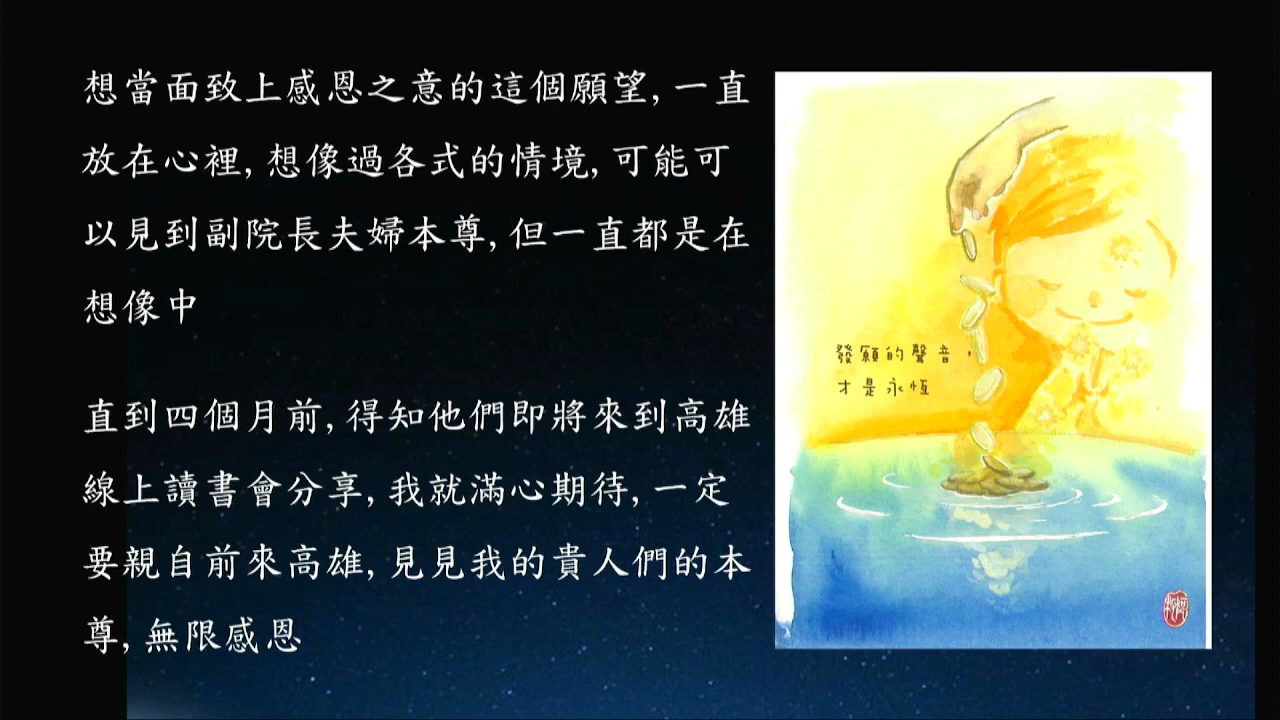 想當面致上感恩之意的這個願望, 一直
放在心裡, 想像過各式的情境, 可能可
以見到副院長夫婦本尊, 但一直都是在
想像中
直到四個月前, 得知他們即將來到高雄
線上讀書會分享, 我就滿心期待, 一定
要親自前來高雄, 見見我的貴人們的本
尊, 無限感恩
發願的聲音,
才是永恆